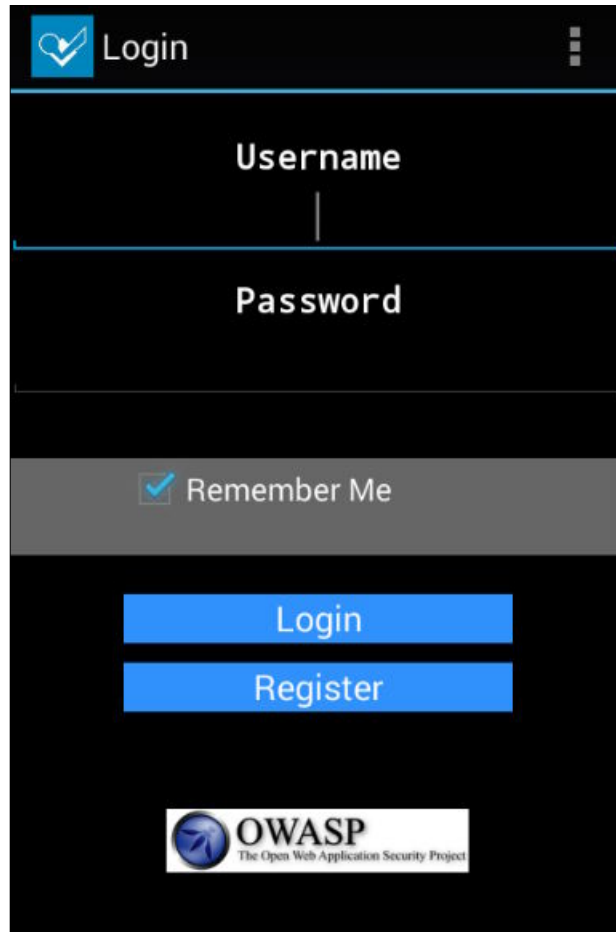 Login
Username
Password
Remember Me
Login
Register
OWASP
The Open Web Application Security Project